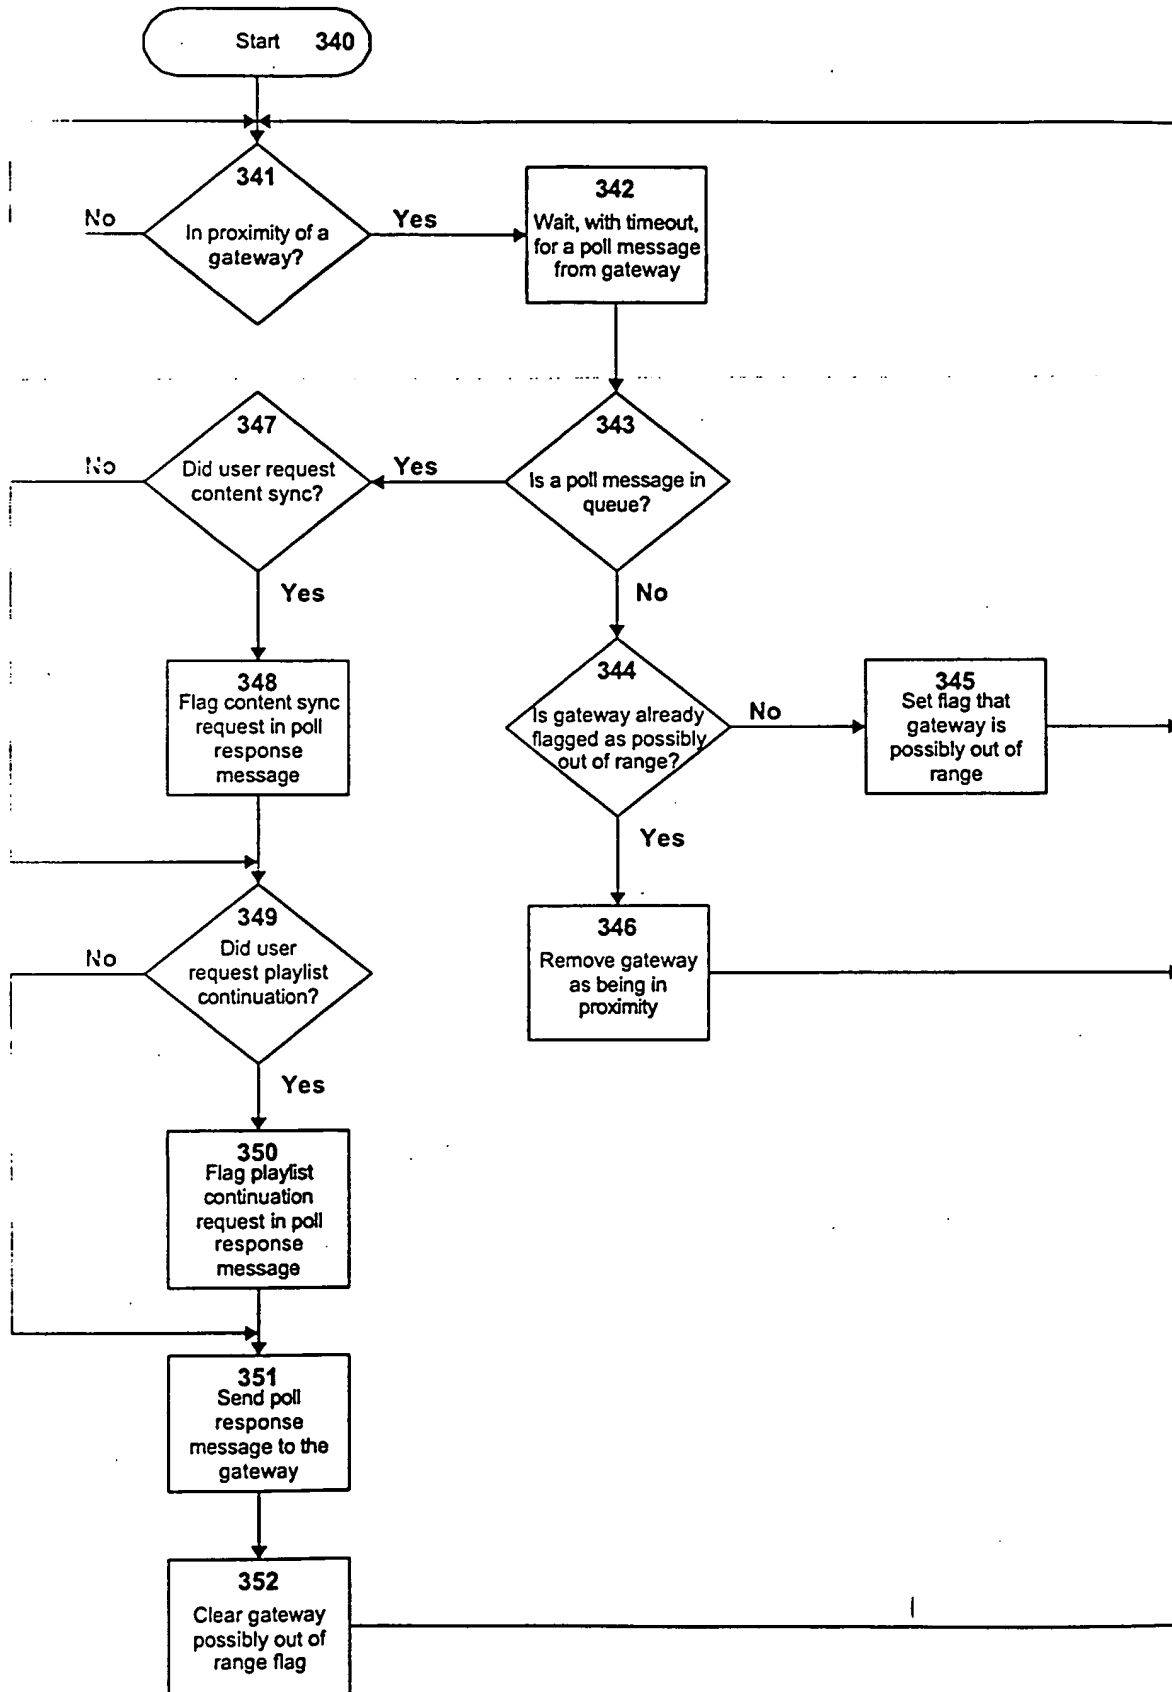 Start 340
341
In proximity of a
gateway?
No
Yes
342
Wait, with timeout,
for a poll message
from gateway
347
Did user request
content sync?
No
Yes
343
Is a poll message in
queue?
Yes
No
348
Flag content sync
request in poll
response
message
344
Is gateway already
flagged as possibly
out of range?
No
345
Set flag that
gateway is
possibly out of
range
Yes
349
Did user
request playlist
continuation?
No
346
Remove gateway
as being in
proximity
Yes
350
Flag playlist
continuation
request in poll
response
message
351
Send poll
response
message to the
gateway
352
Clear gateway
possibly out of
range flag